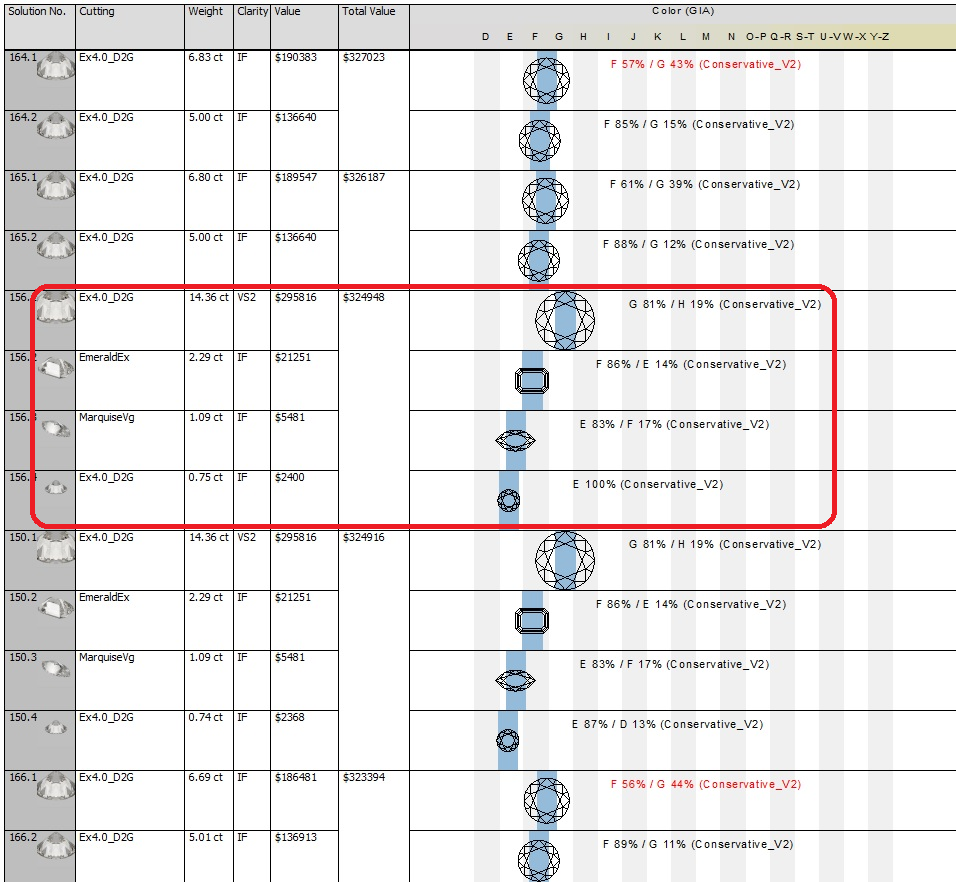 Solution No. Cutting Weight Clarity Value Total Value Color (GIA)
D E F G H I J K L M N O-P Q-R S-T U-V W-X Y-Z
164.1 Ex4.0_D2G 6.83 ct IF $190383 $327023 F 57% / G 43% (Conservative_V2)
164.2 Ex4.0_D2G 5.00 ct IF $136640 F 85% / G 15% (Conservative_V2)
165.1 Ex4.0_D2G 6.80 ct IF $189547 $326187 F 61% / G 39% (Conservative_V2)
165.2 Ex4.0_D2G 5.00 ct IF $136640 F 88% / G 12% (Conservative_V2)
156. Ex4.0_D2G 14.36 ct VS2 $295816 $324948 G 81% / H 19% (Conservative_V2)
156.2 EmeraldEx 2.29 ct IF $21251 F 86% / E 14% (Conservative_V2)
156.3 MarquiseVg 1.09 ct IF $5481 E 83% / F 17% (Conservative_V2)
156.4 Ex4.0_D2G 0.75 ct IF $2400 E 100% (Conservative_V2)
150.1 Ex4.0_D2G 14.36 ct VS2 $295816 $324916 G 81% / H 19% (Conservative_V2)
150.2 EmeraldEx 2.29 ct IF $21251 F 86% / E 14% (Conservative_V2)
150.3 MarquiseVg 1.09 ct IF $5481 E 83% / F 17% (Conservative_V2)
150.4 Ex4.0_D2G 0.74 ct IF $2368 E 87% / D 13% (Conservative_V2)
166.1 Ex4.0_D2G 6.69 ct IF $186481 $323394 F 56% / G 44% (Conservative_V2)
166.2 Ex4.0_D2G 5.01 ct IF $136913 F 89% / G 11% (Conservative_V2)